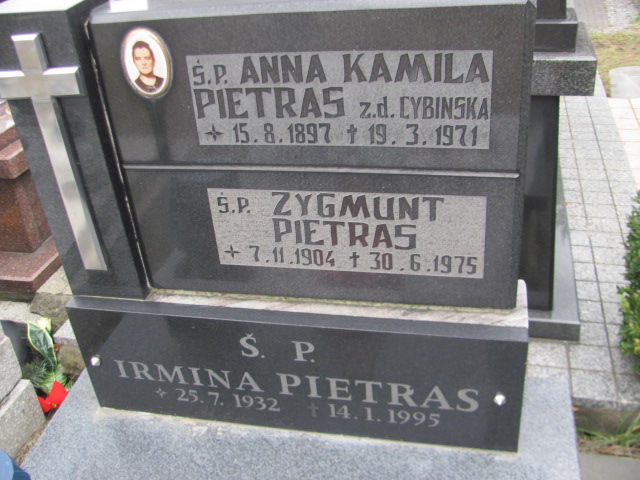 Ś.P. ANNA KAMILA
PIETRAS z.d. CYBIŃSKA
✦ 15.8.1897 ✝ 19.3.1971
Ś.P. ZYGMUNT
PIETRAS
✦ 7.11.1904 ✝ 30.6.1975
Ś. P.
IRMINA PIETRAS
✦ 25.7.1932 ✝ 14.1.1995